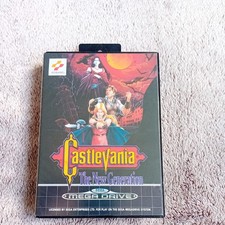 KONAMI
Castlevania
The New Generation
SEGA
MEGA DRIVE